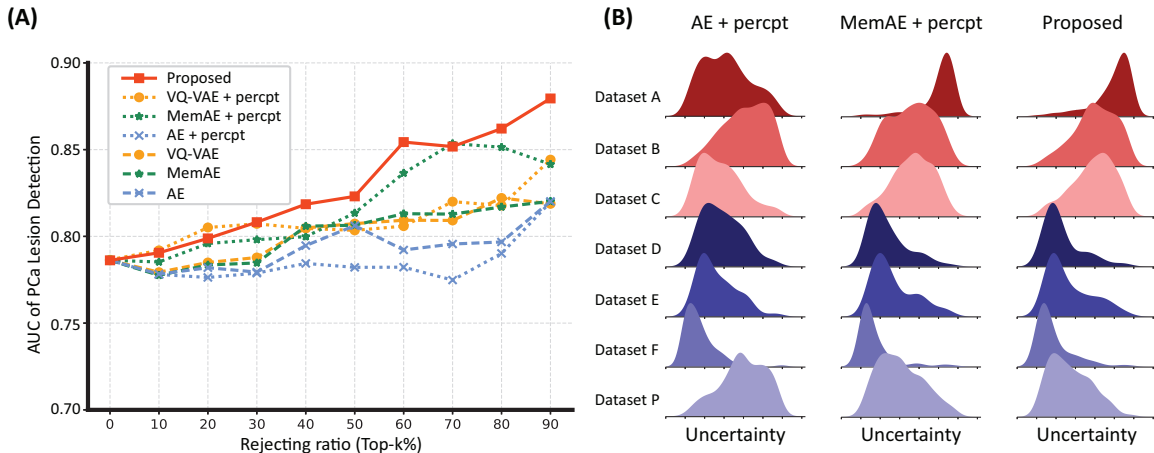 (A)
AUC of PCa Lesion Detection
0.90
0.85
0.80
0.75
0.70
Proposed
VQ-VAE + percpt
MemAE + percpt
AE + percpt
VQ-VAE
MemAE
AE
0 10 20 30 40 50 60 70 80 90
Rejecting ratio (Top-k%)
(B)
AE + percpt MemAE + percpt Proposed
Dataset A
Dataset B
Dataset C
Dataset D
Dataset E
Dataset F
Dataset P
Uncertainty Uncertainty Uncertainty